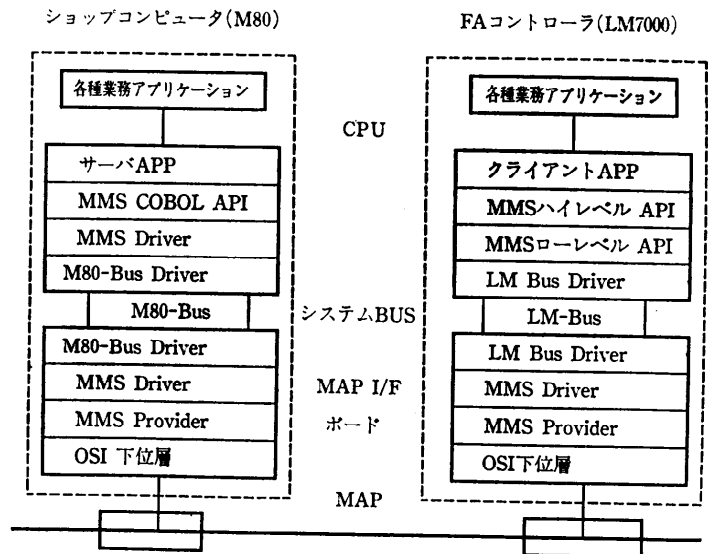 ショップコンピュータ(M80)
各種業務アプリケーション
サーバAPP
MMS COBOL API
MMS Driver
M80-Bus Driver
M80-Bus
M80-Bus Driver
MMS Driver
MMS Provider
OSI 下位層
CPU
システムBUS
MAP I/F
ボード
MAP
FAコントローラ(LM7000)
各種業務アプリケーション
クライアントAPP
MMSハイレベル API
MMSローレベル API
LM Bus Driver
LM-Bus
LM Bus Driver
MMS Driver
MMS Provider
OSI下位層